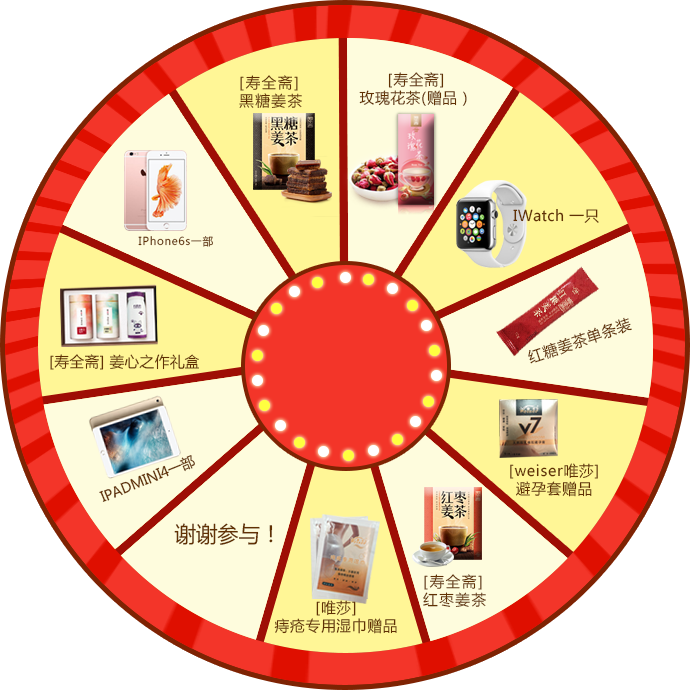 [寿全斋]
黑糖姜茶
黑糖
姜茶
[寿全斋]
玫瑰花茶(赠品 )
IWatch 一只
红糖姜茶单条装
v7
[weiser唯莎]
避孕套赠品
红枣
姜茶
[寿全斋]
红枣姜茶
[唯莎]
痔疮专用湿巾赠品
谢谢参与！
IPADMINI4一部
[寿全斋] 姜心之作礼盒
IPhone6s一部